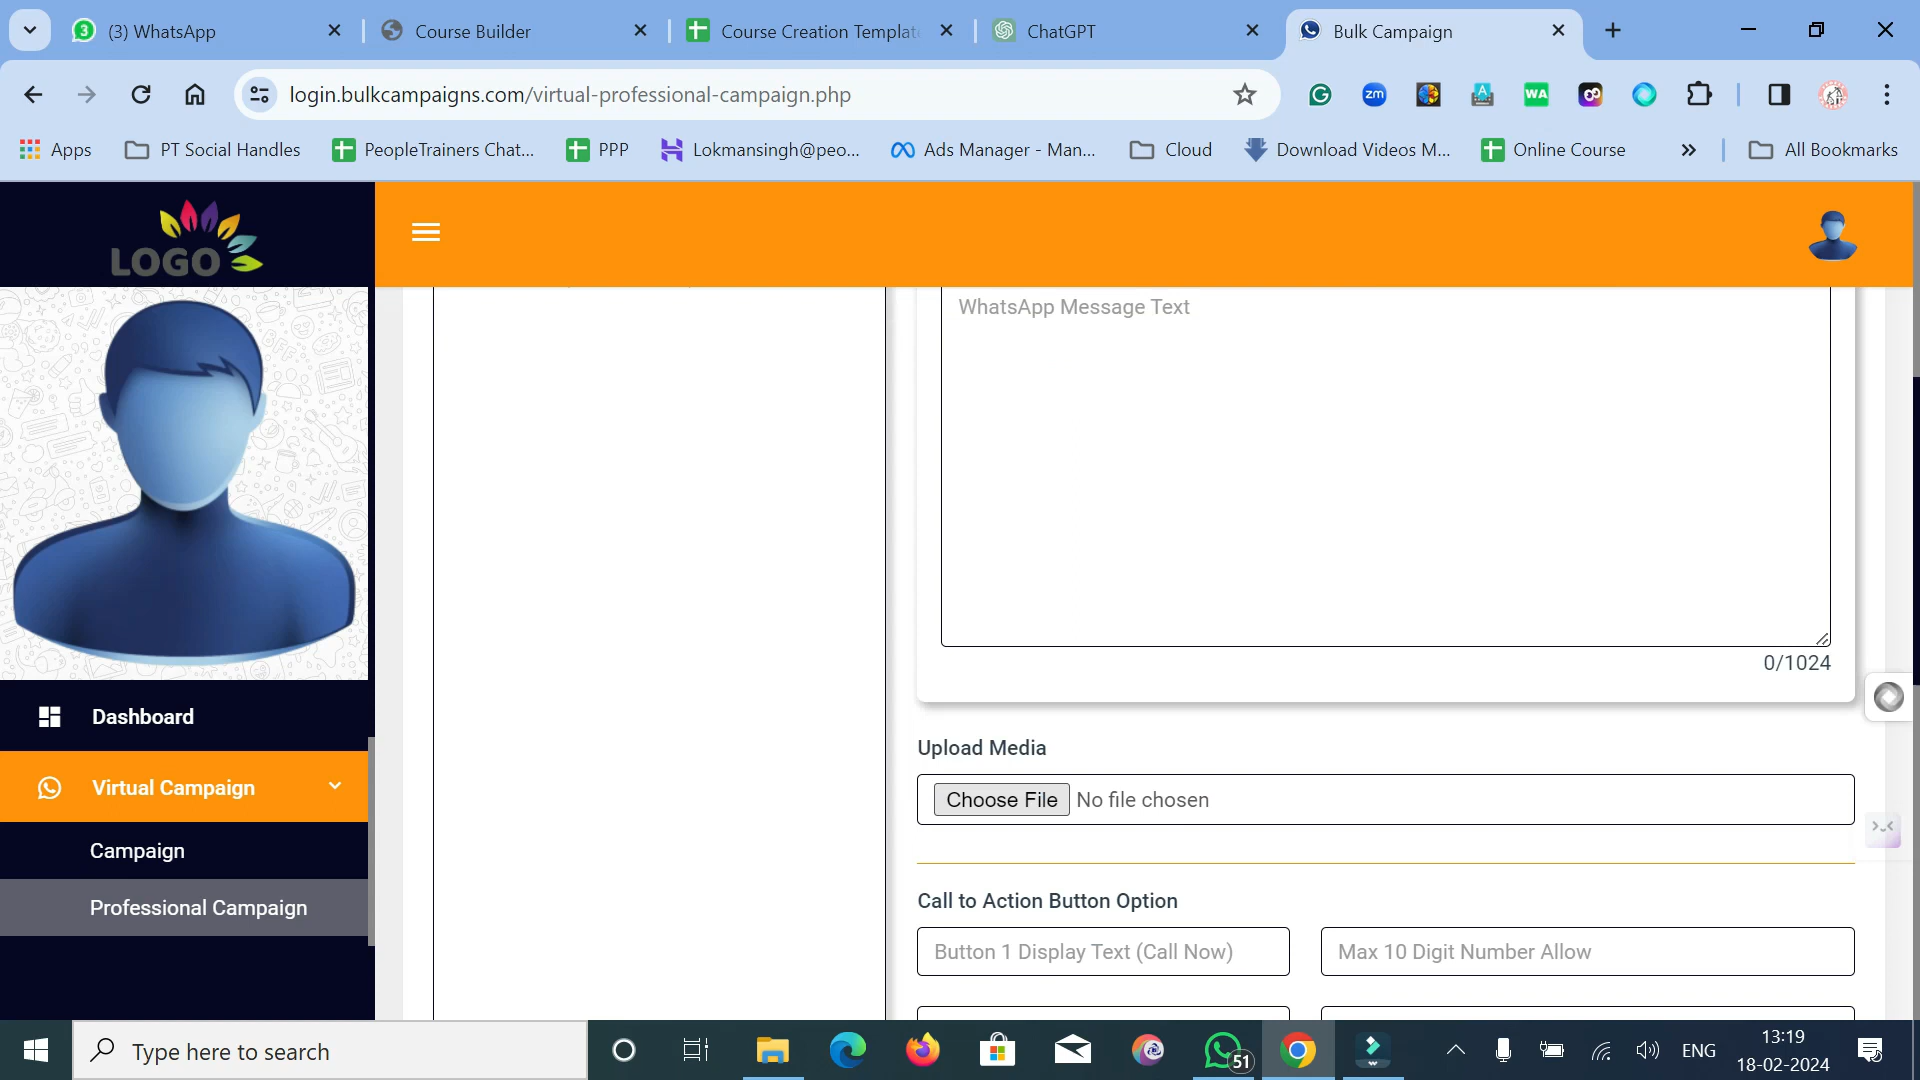 (3) WhatsApp
Course Builder
Course Creation Templat
ChatGPT
Bulk Campaign
login.bulkcampaigns.com/virtual-professional-campaign.php
Apps
PT Social Handles
PeopleTrainers Chat...
PPP
Lokmansingh@peo...
Ads Manager - Man...
Cloud
Download Videos M...
Online Course
All Bookmarks
LOGO
WhatsApp Message Text
0/1024
Dashboard
Virtual Campaign
Campaign
Professional Campaign
Upload Media
Choose File No file chosen
Call to Action Button Option
Button 1 Display Text (Call Now)
Max 10 Digit Number Allow
Type here to search
51
ENG
13:19
18-02-2024
3
zm
WA
A